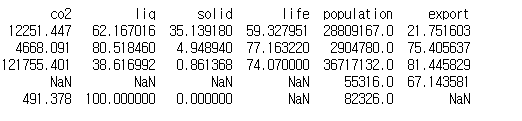 co2 liq solid life population export
12251.447 62.167016 35.139180 59.327951 28809167.0 21.751603
4668.091 80.518460 4.948940 77.163220 2904780.0 75.405637
121755.401 38.616992 0.861368 74.070000 36717132.0 81.445829
NaN NaN NaN NaN 55316.0 67.143581
491.378 100.000000 0.000000 NaN 82326.0 NaN